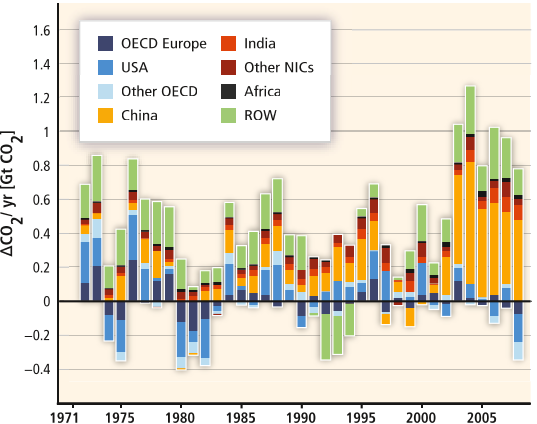 ΔCO2/ yr [Gt CO2]
1.6
1.4
1.2
1
0.8
0.6
0.4
0.2
0
−0.2
−0.4
OECD Europe
USA
Other OECD
China
India
Other NICs
Africa
ROW
1971
1975
1980
1985
1990
1995
2000
2005